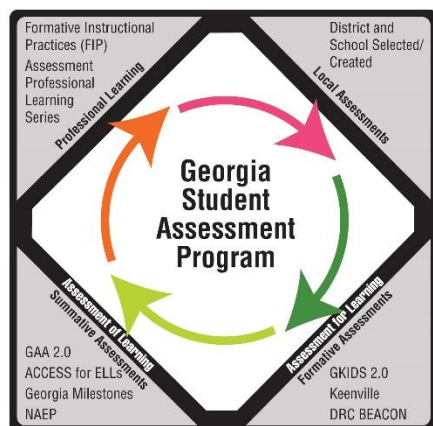 Formative Instructional
Practices (FIP)
Assessment
Professional
Learning
Series
Professional Learning
District and
School Selected/
Created
Local Assessments
Georgia
Student
Assessment
Program
Assessment of Learning
Summative Assessments
GAA 2.0
ACCESS for ELLs
Georgia Milestones
NAEP
Assessment for Learning
Formative Assessments
GKIDS 2.0
Keenville
DRC BEACON